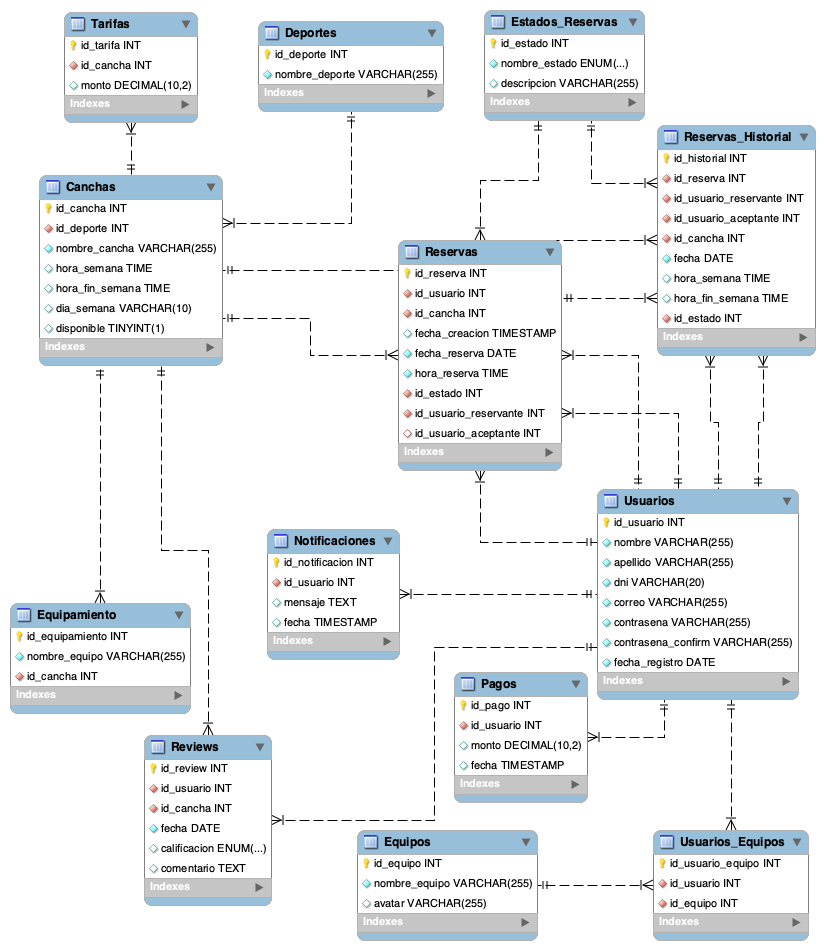 Tarifas
id_tarifa INT
id_cancha INT
monto DECIMAL(10,2)
Indexes
Deportes
id_deporte INT
nombre_deporte VARCHAR(255)
Indexes
Estados_Reservas
id_estado INT
nombre_estado ENUM(...)
descripcion VARCHAR(255)
Indexes
Reservas_Historial
id_historial INT
id_reserva INT
id_usuario_reservante INT
id_usuario_aceptante INT
id_cancha INT
fecha DATE
hora_semana TIME
hora_fin_semana TIME
id_estado INT
Indexes
Canchas
id_cancha INT
id_deporte INT
nombre_cancha VARCHAR(255)
hora_semana TIME
hora_fin_semana TIME
dia_semana VARCHAR(10)
disponible TINYINT(1)
Indexes
Reservas
id_reserva INT
id_usuario INT
id_cancha INT
fecha_creacion TIMESTAMP
fecha_reserva DATE
hora_reserva TIME
id_estado INT
id_usuario_reservante INT
id_usuario_aceptante INT
Indexes
Usuarios
id_usuario INT
nombre VARCHAR(255)
apellido VARCHAR(255)
dni VARCHAR(20)
correo VARCHAR(255)
contrasena VARCHAR(255)
contrasena_confirm VARCHAR(255)
fecha_registro DATE
Indexes
Notificaciones
id_notificacion INT
id_usuario INT
mensaje TEXT
fecha TIMESTAMP
Indexes
Equipamiento
id_equipamiento INT
nombre_equipo VARCHAR(255)
id_cancha INT
Indexes
Pagos
id_pago INT
id_usuario INT
monto DECIMAL(10,2)
fecha TIMESTAMP
Indexes
Reviews
id_review INT
id_usuario INT
id_cancha INT
fecha DATE
calificacion ENUM(...)
comentario TEXT
Indexes
Equipos
id_equipo INT
nombre_equipo VARCHAR(255)
avatar VARCHAR(255)
Indexes
Usuarios_Equipos
id_usuario_equipo INT
id_usuario INT
id_equipo INT
Indexes